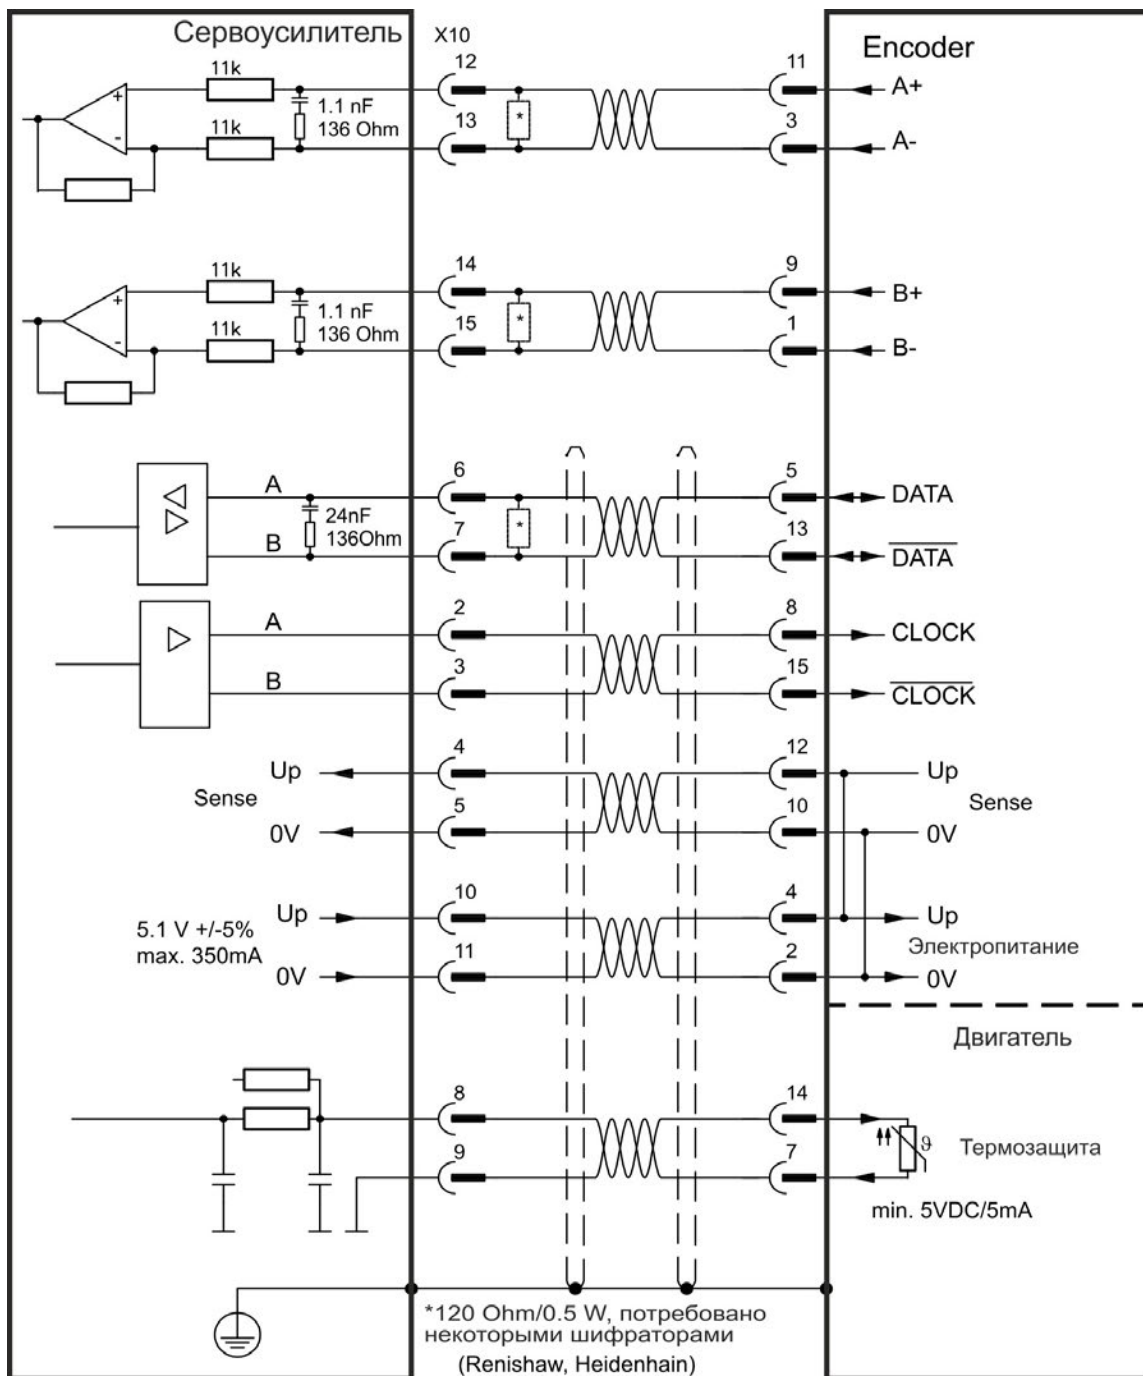 Сервоусилитель
X10
Encoder
11k
12
11
A+
1.1 nF
136 Ohm
*
11k
13
3
A-
+
-
11k
14
9
B+
1.1 nF
136 Ohm
*
11k
15
1
B-
+
-
A
6
5
DATA
24nF
136Ohm
*
B
7
13
DATA
A
2
8
CLOCK
B
3
15
CLOCK
Up
4
12
Up
Sense
Sense
0V
5
10
0V
Up
10
4
Up
5.1 V +/-5%
max. 350mA
Электропитание
0V
11
2
0V
Двигатель
8
14
ϑ
Термозащита
9
7
min. 5VDC/5mA
*120 Ohm/0.5 W, потребовано
некоторыми шифраторами
(Renishaw, Heidenhain)